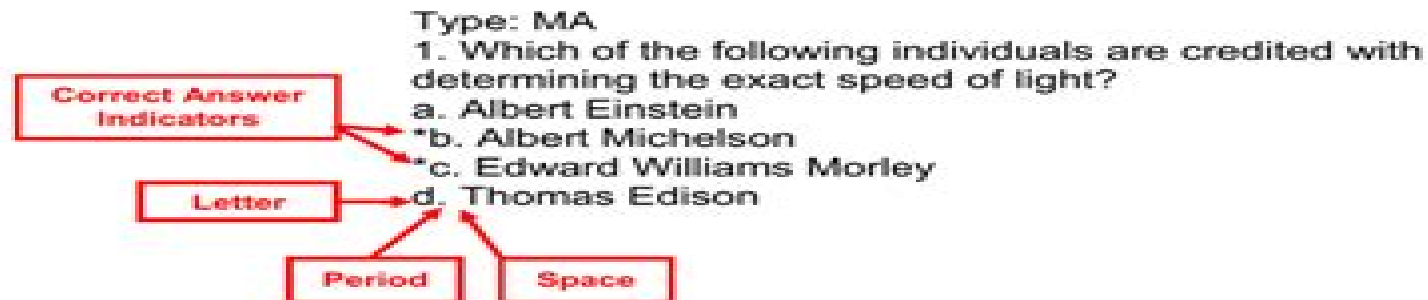 Type: MA
1. Which of the following individuals are credited with
determining the exact speed of light?
a. Albert Einstein
*b. Albert Michelson
*c. Edward Williams Morley
d. Thomas Edison
Correct Answer
Indicators
Letter
Period
Space